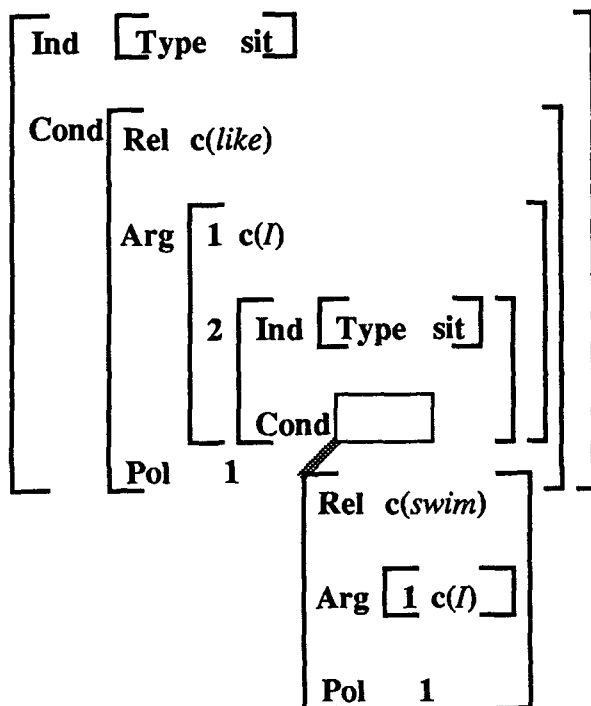 Ind [Type sit]
Cond Rel c(like)
Arg 1 c(I)
2 Ind [Type sit]
Cond
Pol 1
Rel c(swim)
Arg [1 c(I)]
Pol 1